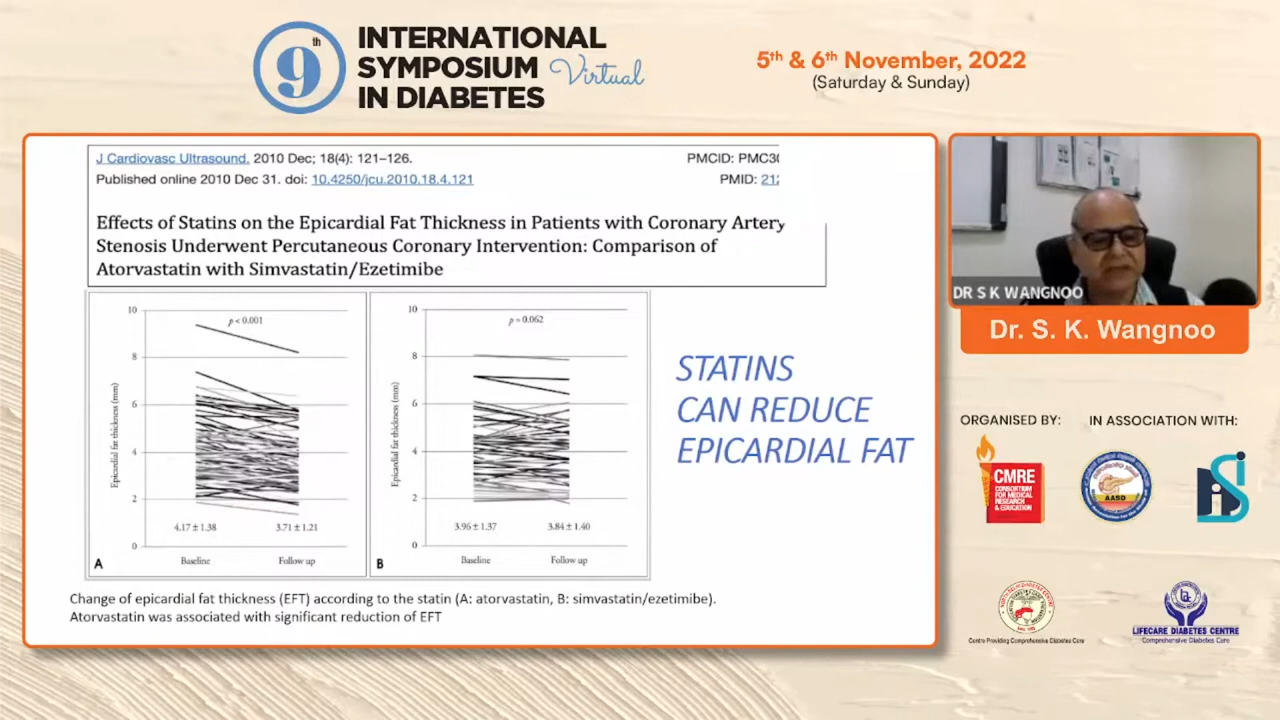 9th
INTERNATIONAL
SYMPOSIUM Virtual
IN DIABETES
5th & 6th November, 2022
(Saturday & Sunday)
J Cardiovasc Ultrasound. 2010 Dec; 18(4): 121–126.
PMCID: PMC30
Published online 2010 Dec 31. doi: 10.4250/jcu.2010.18.4.121
PMID: 21
Effects of Statins on the Epicardial Fat Thickness in Patients with Coronary Artery
Stenosis Underwent Percutaneous Coronary Intervention: Comparison of
Atorvastatin with Simvastatin/Ezetimibe
10
8
6
4
2
0
Epicardial fat thickness (mm)
p < 0.001
4.17 ± 1.38
3.71 ± 1.21
Baseline
Follow up
A
10
8
6
4
2
0
Epicardial fat thickness (mm)
p = 0.062
3.96 ± 1.37
3.84 ± 1.40
Baseline
Follow up
B
STATINS
CAN REDUCE
EPICARDIAL FAT
Change of epicardial fat thickness (EFT) according to the statin (A: atorvastatin, B: simvastatin/ezetimibe).
Atorvastatin was associated with significant reduction of EFT
DR S K WANGNOO
Dr. S. K. Wangnoo
ORGANISED BY:
IN ASSOCIATION WITH:
CMRE
CONSORTIUM
FOR MEDICAL
RESEARCH
& EDUCATION
AASD
Centre Providing Comprehensive Diabetes Care
LIFECARE DIABETES CENTRE
Comprehensive Diabetes Care